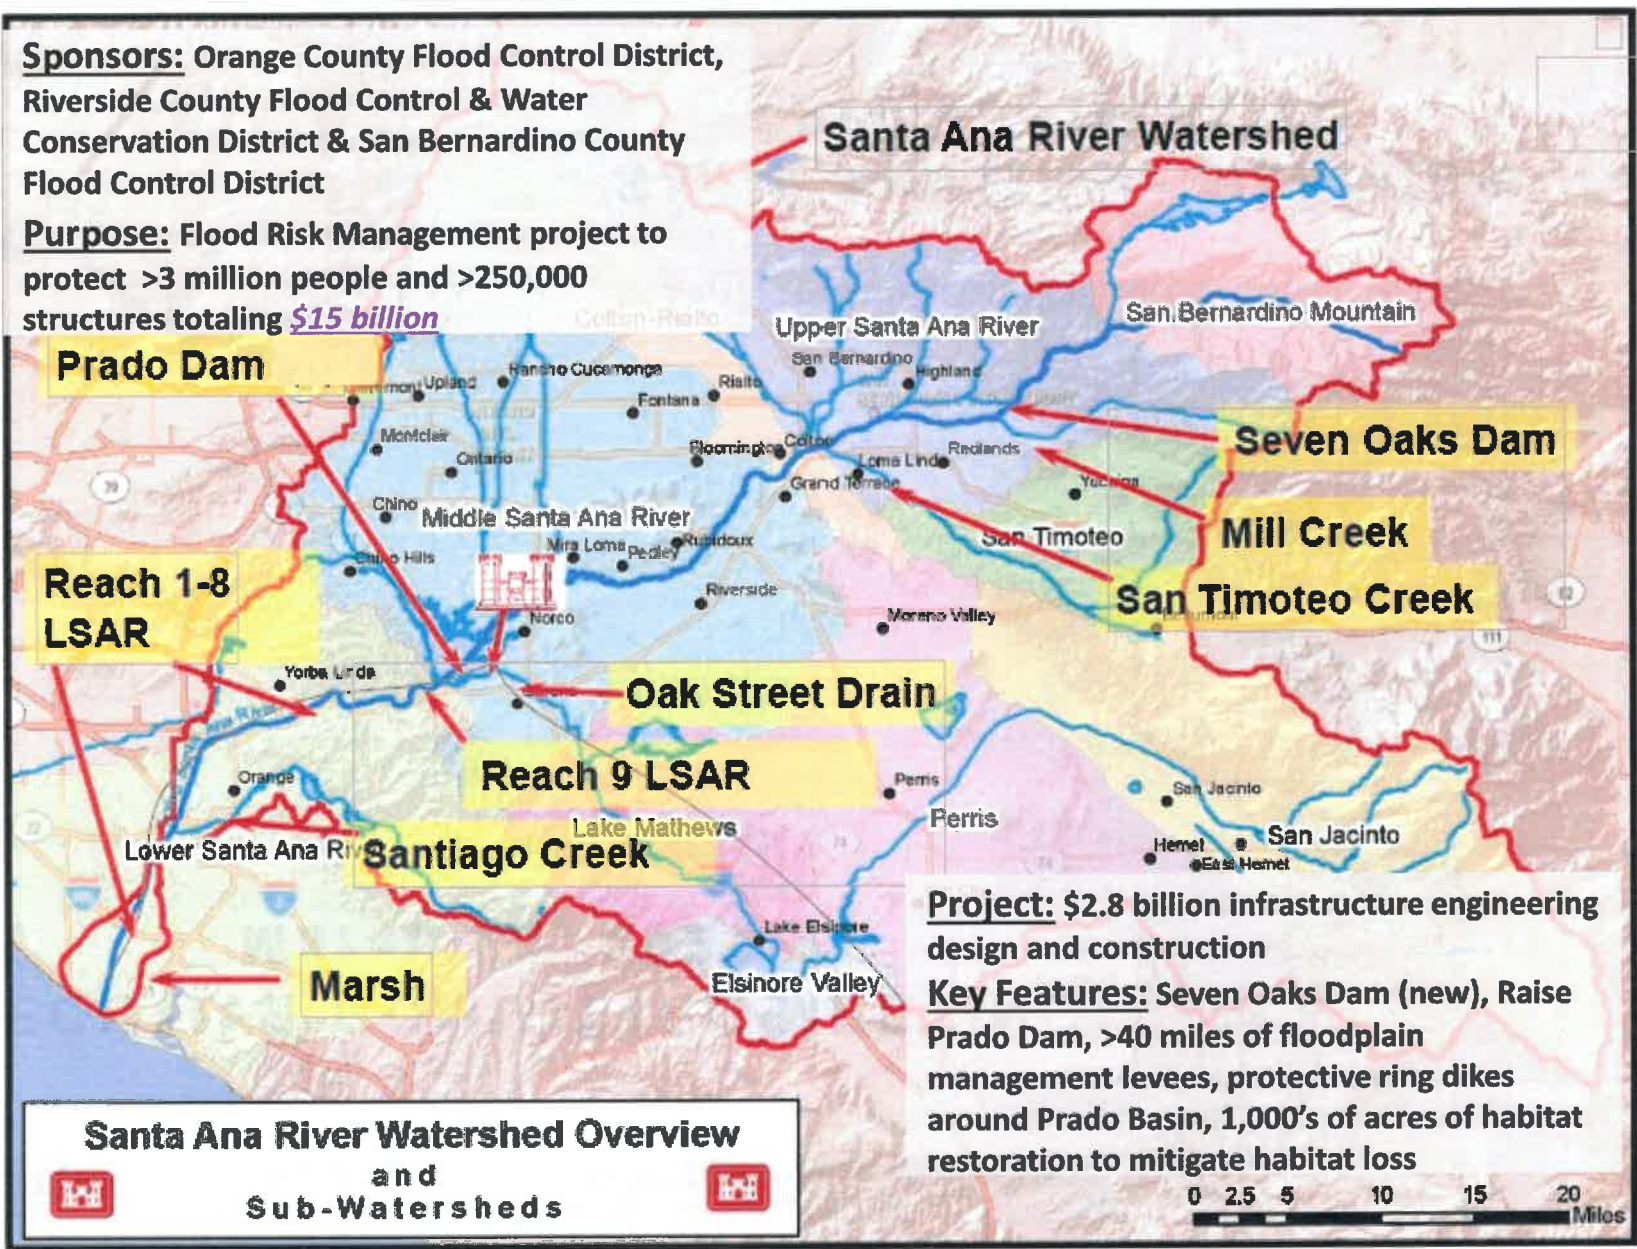 Sponsors: Orange County Flood Control District,
Riverside County Flood Control & Water
Conservation District & San Bernardino County
Flood Control District
Purpose: Flood Risk Management project to
protect >3 million people and >250,000
structures totaling $15 billion
Santa Ana River Watershed
Colton-Rialto
Upper Santa Ana River
San Bernardino Mountain
Prado Dam
San Bernardino
Highland
Upland
Rancho Cucamonga
Rialto
Fontana
Montclair
Ontario
Bloomington
Colton
Loma Linda
Redlands
Seven Oaks Dam
Grand Terrace
Yucaipa
Chino
Middle Santa Ana River
San Timoteo
Mill Creek
Chino Hills
Mira Loma
Pedley
Rubidoux
Reach 1-8
LSAR
Riverside
San Timoteo Creek
Norco
Moreno Valley
Beaumont
111
Yorba Linda
Oak Street Drain
Reach 9 LSAR
Orange
Perris
Perris
San Jacinto
Lake Mathews
San Jacinto
Hemet
East Hemet
Lower Santa Ana Riv
Santiago Creek
Lake Elsinore
Elsinore Valley
Marsh
Project: $2.8 billion infrastructure engineering
design and construction
Key Features: Seven Oaks Dam (new), Raise
Prado Dam, >40 miles of floodplain
management levees, protective ring dikes
around Prado Basin, 1,000's of acres of habitat
restoration to mitigate habitat loss
Santa Ana River Watershed Overview
and
Sub-Watersheds
0 2.5 5 10 15 20
Miles